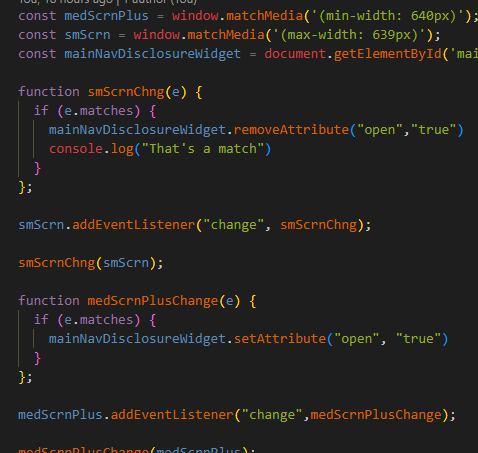 You, 10 hours ago | 1 author (You)
const medScrnPlus = window.matchMedia('(min-width: 640px)');
const smScrn = window.matchMedia('(max-width: 639px)');
const mainNavDisclosureWidget = document.getElementById('mai
function smScrnChng(e) {
if (e.matches) {
mainNavDisclosureWidget.removeAttribute("open","true")
console.log("That's a match")
}
};
smScrn.addEventListener("change", smScrnChng);
smScrnChng(smScrn);
function medScrnPlusChange(e) {
if (e.matches) {
mainNavDisclosureWidget.setAttribute("open", "true")
}
};
medScrnPlus.addEventListener("change",medScrnPlusChange);
medScrnPlusChange(medScrnPlus);